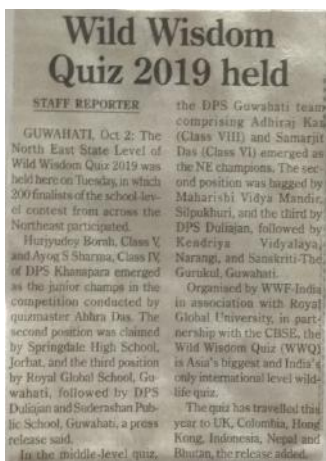 Wild Wisdom
Quiz 2019 held
STAFF REPORTER
GUWAHATI, Oct 2: The
North East State Level of
Wild Wisdom Quiz 2019 was
held here on Tuesday, in which
200 finalists of the school-lev-
el contest from across the
Northeast participated.
Hurjyudey Borah, Class V,
and Ayog S Sharma, Class IV,
of DPS Khanapara emerged
as the junior champs in the
competition conducted by
quizmaster Abhra Das. The
second position was claimed
by Springdale High School,
Jorhat, and the third position
by Royal Global School, Gu-
wahati, followed by DPS
Duliajan and Sudarashan Pub-
lic School, Guwahati, a press
release said.
In the middle-level quiz,
the DPS Guwahati team
comprising Adhiraj Kas
(Class VIII) and Samarjit
Das (Class VI) emerged as
the NE champions. The sec-
ond position was bagged by
Maharishi Vidya Mandir,
Silpukhuri, and the third by
DPS Duliajan, followed by
Kendriya Vidyalaya,
Narangi, and Sanskriti-The
Gurukul, Guwahati.
Organised by WWF-India
in association with Royal
Global University, in part-
nership with the CBSE, the
Wild Wisdom Quiz (WWQ)
is Asia's biggest and India's
only international level wild-
life quiz.
The quiz has travelled this
year to UK, Colombia, Hong
Kong, Indonesia, Nepal and
Bhutan, the release added.